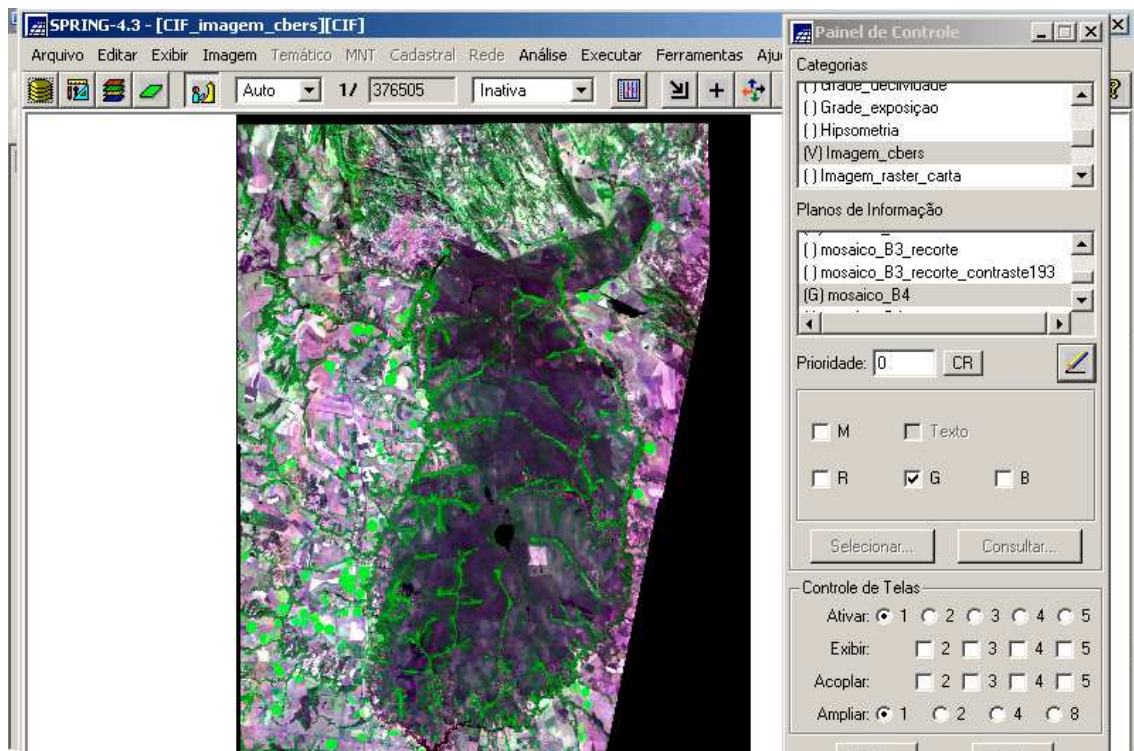 SPRING-4.3 - [CIF_imagem_cbers][CIF]
Arquivo Editar Exibir Imagem Temático MNT Cadastral Rede Análise Executar Ferramentas Aju
Auto 1/ 376505 Inativa
Painel de Controle
Categorias
( ) Grade_declividade
( ) Grade_exposiçao
( ) Hipsometria
(V) Imagem_cbers
( ) Imagem_raster_carta
Planos de Informação
( ) mosaico_B3_recorte
( ) mosaico_B3_recorte_contraste193
(G) mosaico_B4
Prioridade: 0 CR
M Texto
R G B
Selecionar... Consultar...
Controle de Telas
Ativar: 1 2 3 4 5
Exibir: 2 3 4 5
Acoplar: 2 3 4 5
Ampliar: 1 2 4 8